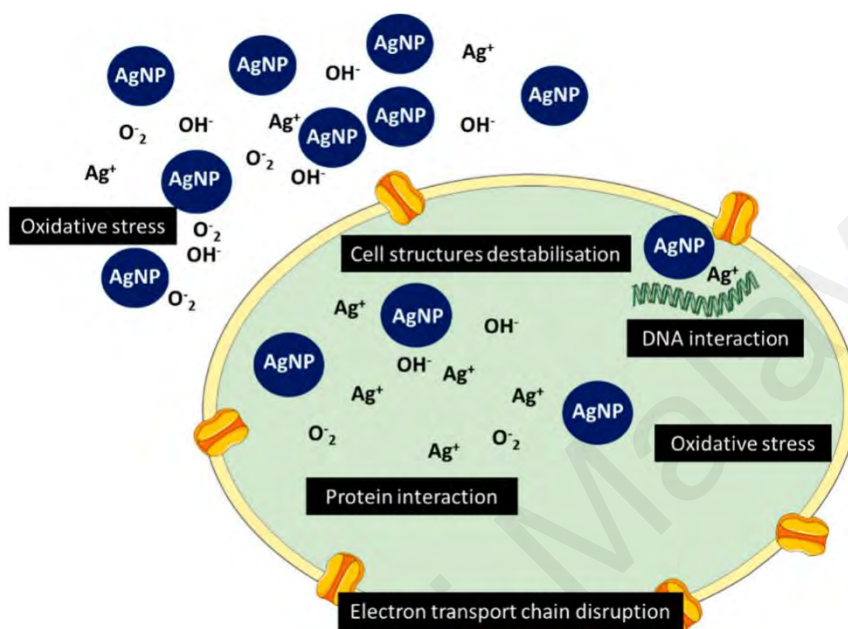 AgNP
AgNP
AgNP
Ag⁺
OH⁻
AgNP
AgNP
AgNP
O⁻₂
OH⁻
Ag⁺
OH⁻
O⁻₂
Ag⁺
AgNP
OH⁻
Oxidative stress
O⁻₂
OH⁻
AgNP
O⁻₂
Cell structures destabilisation
AgNP
Ag⁺
DNA interaction
Ag⁺
AgNP
OH⁻
AgNP
OH⁻
Ag⁺
Ag⁺
Ag⁺
AgNP
O⁻₂
O⁻₂
Ag⁺
Oxidative stress
Protein interaction
Electron transport chain disruption
Malay